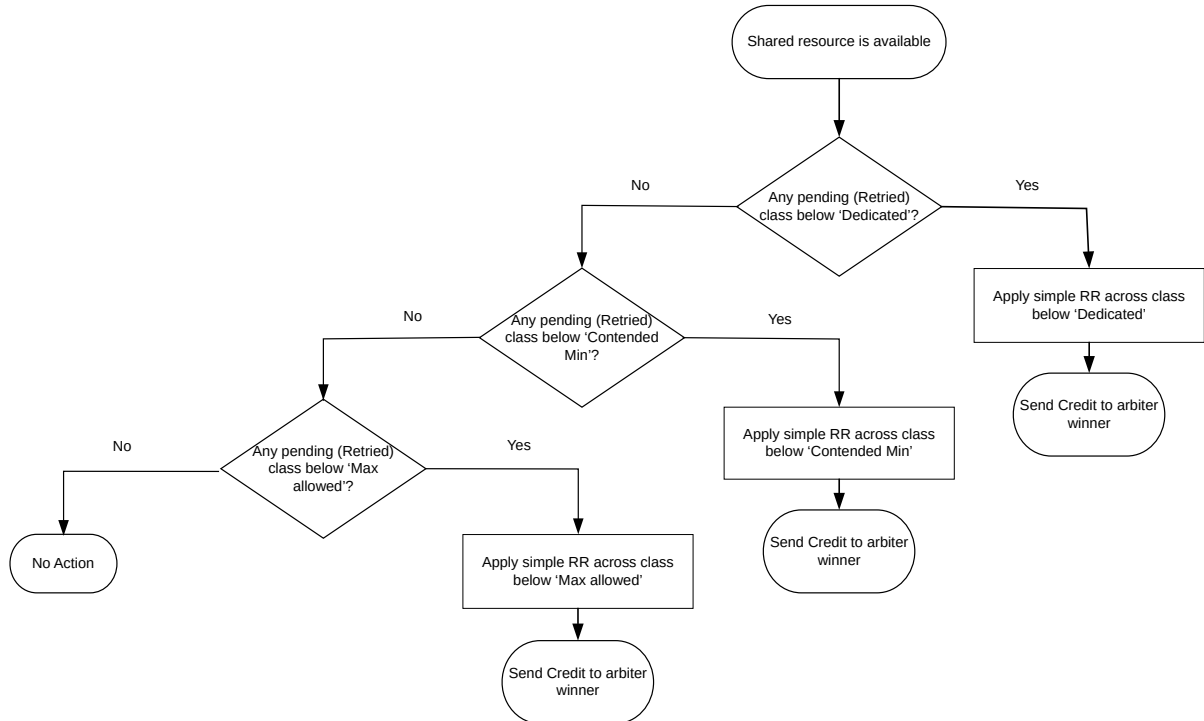 Shared resource is available
Any pending (Retried)
class below ‘Dedicated’?
No
Yes
Apply simple RR across class
below ‘Dedicated’
Send Credit to arbiter
winner
Any pending (Retried)
class below ‘Contended
Min’?
No
Yes
Apply simple RR across class
below ‘Contended Min’
Send Credit to arbiter
winner
Any pending (Retried)
class below ‘Max
allowed’?
No
Yes
No Action
Apply simple RR across class
below ‘Max allowed’
Send Credit to arbiter
winner